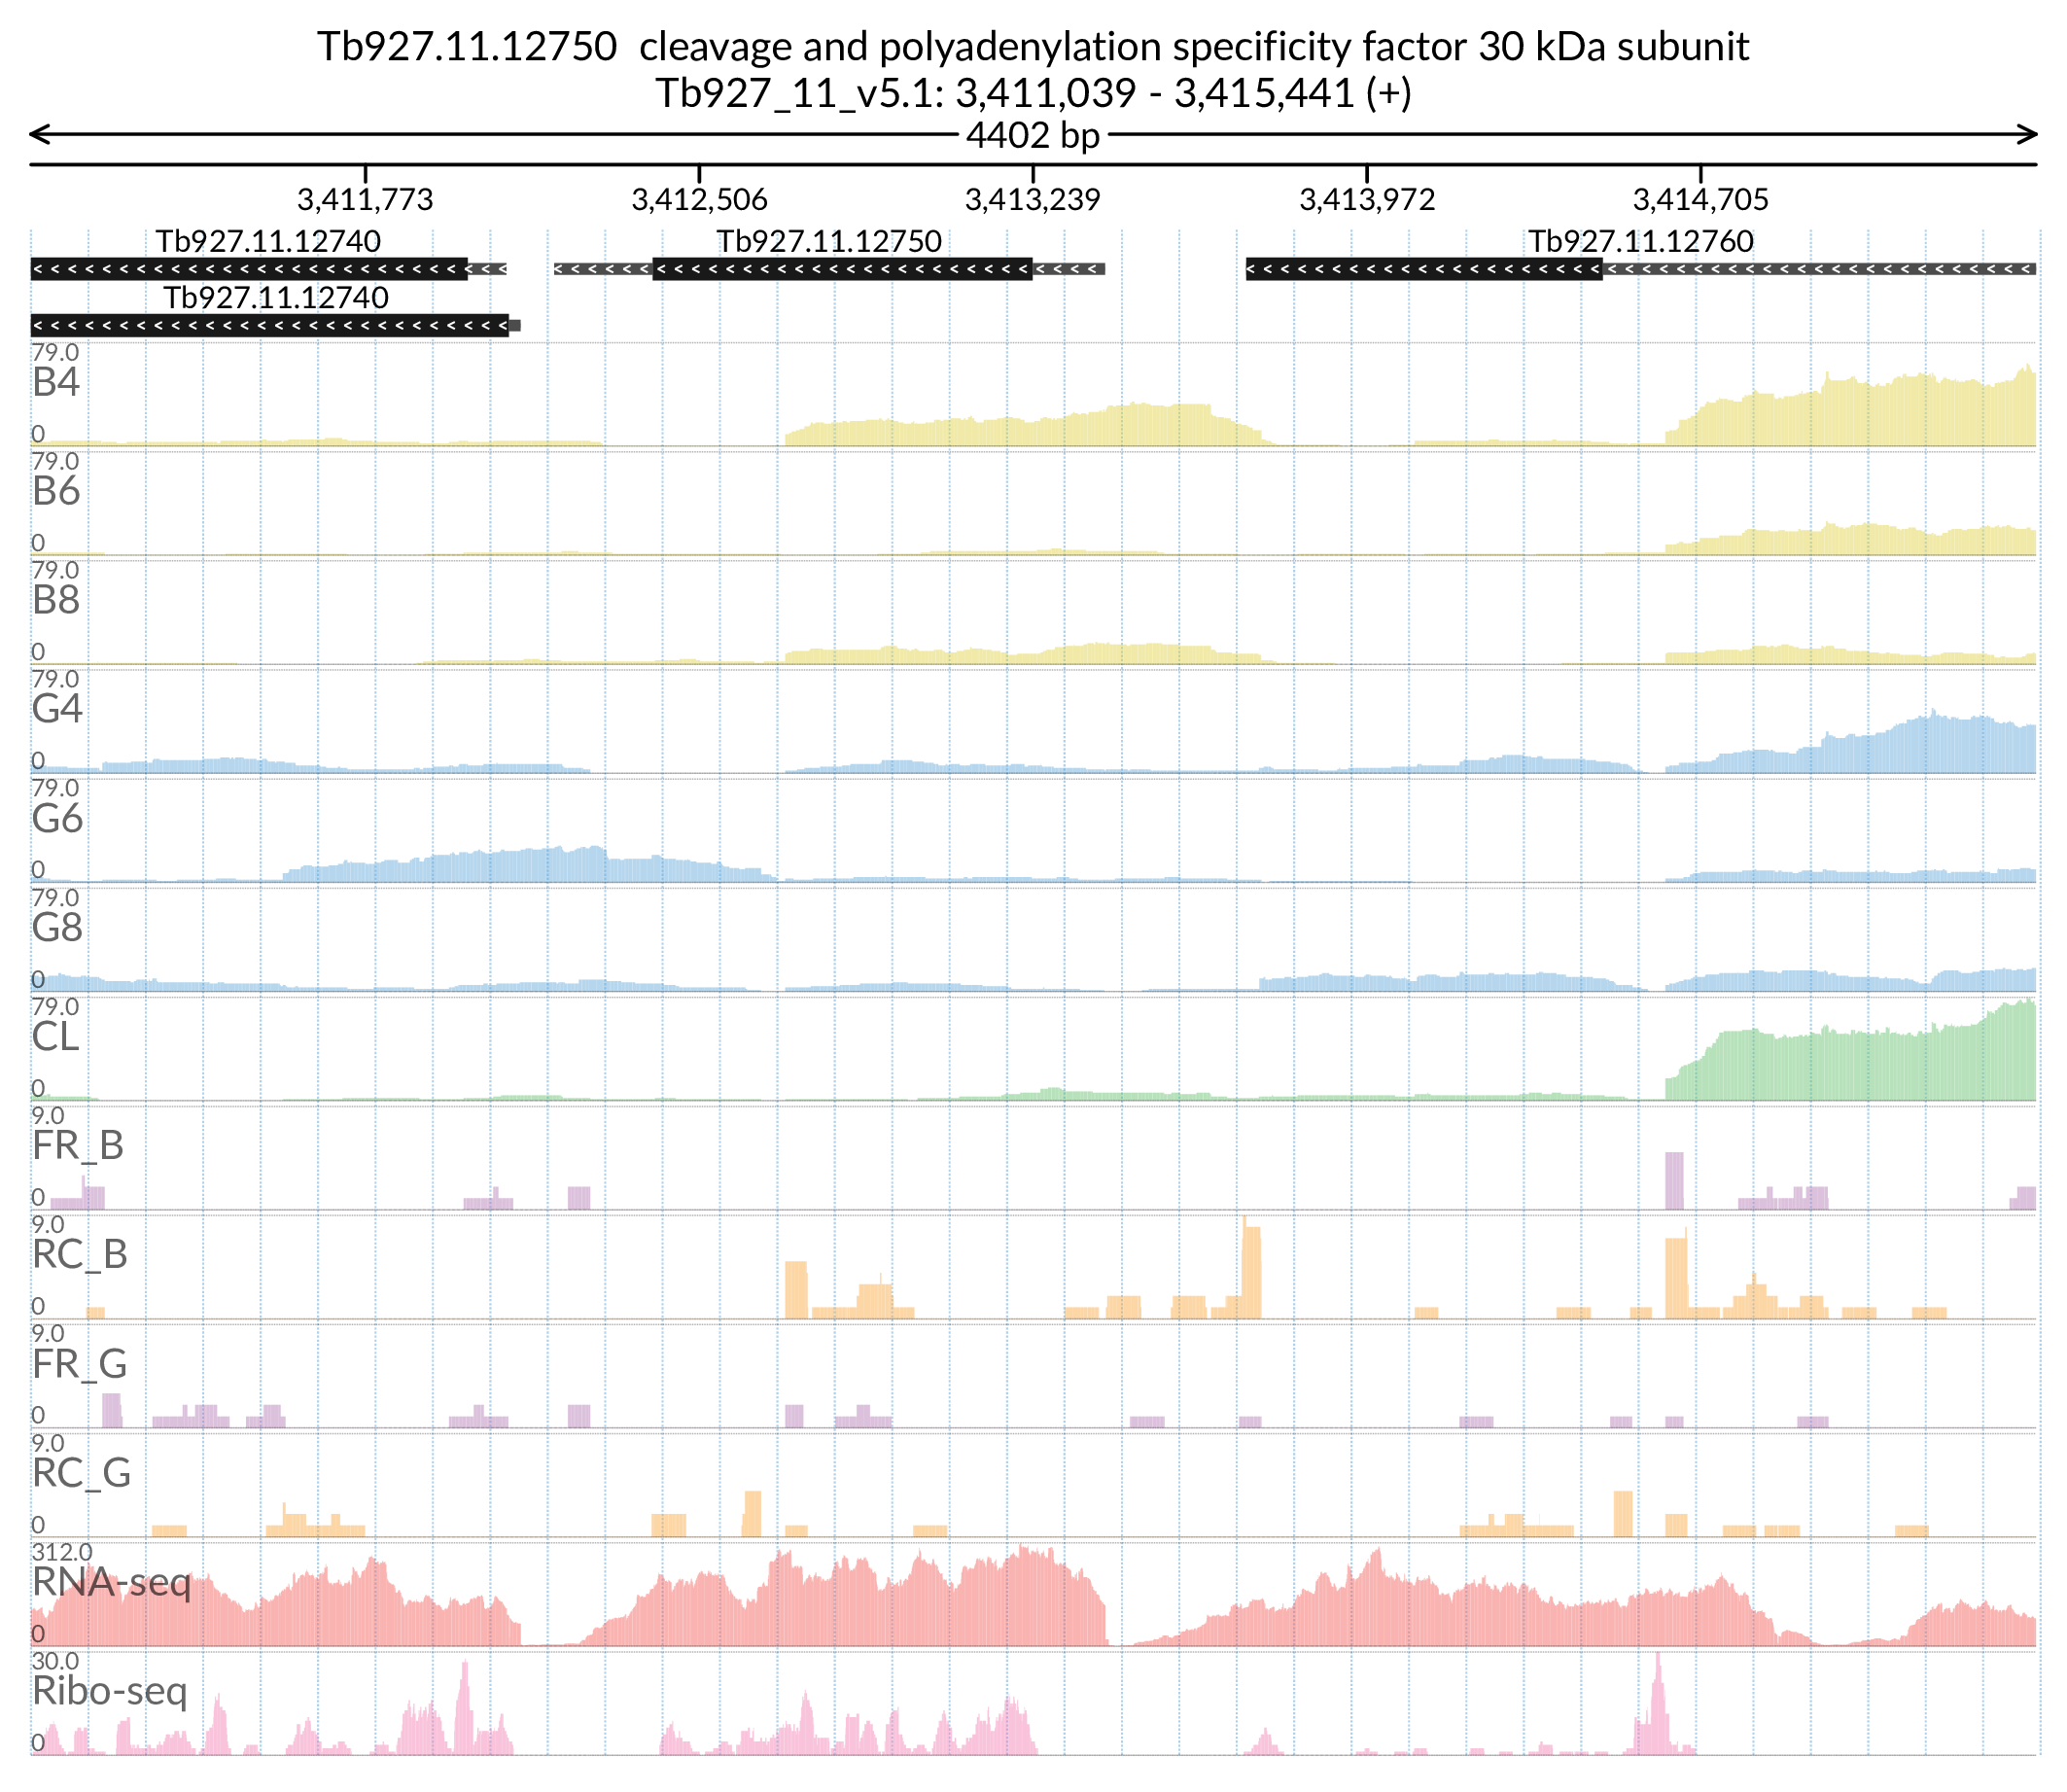 Tb927.11.12750  cleavage and polyadenylation specificity factor 30 kDa subunit
Tb927_11_v5.1: 3,411,039 - 3,415,441 (+)
4402 bp
3,411,773 3,412,506 3,413,239 3,413,972 3,414,705
Tb927.11.12740 Tb927.11.12750 Tb927.11.12760
Tb927.11.12740
79.0
B4
0
79.0
B6
0
79.0
B8
0
79.0
G4
0
79.0
G6
0
79.0
G8
0
79.0
CL
0
9.0
FR_B
0
9.0
RC_B
0
9.0
FR_G
0
9.0
RC_G
0
312.0
RNA-seq
0
30.0
Ribo-seq
0